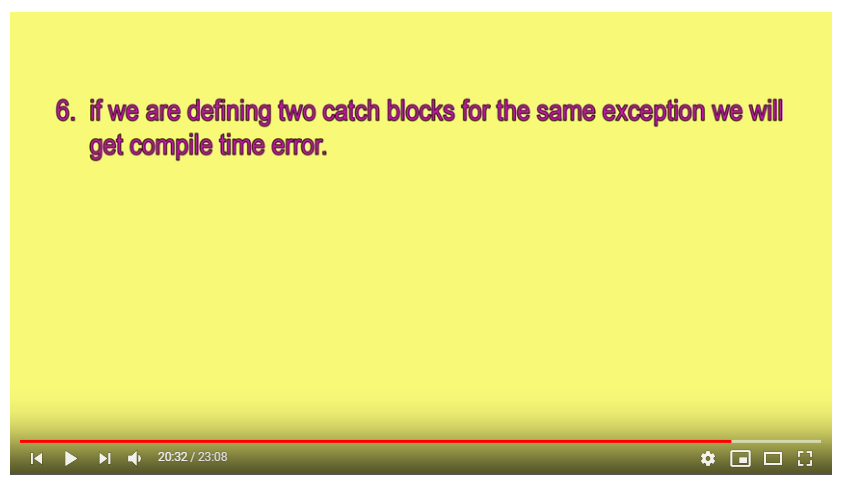 6. if we are defining two catch blocks for the same exception we will
get compile time error.
20:32 / 23:08